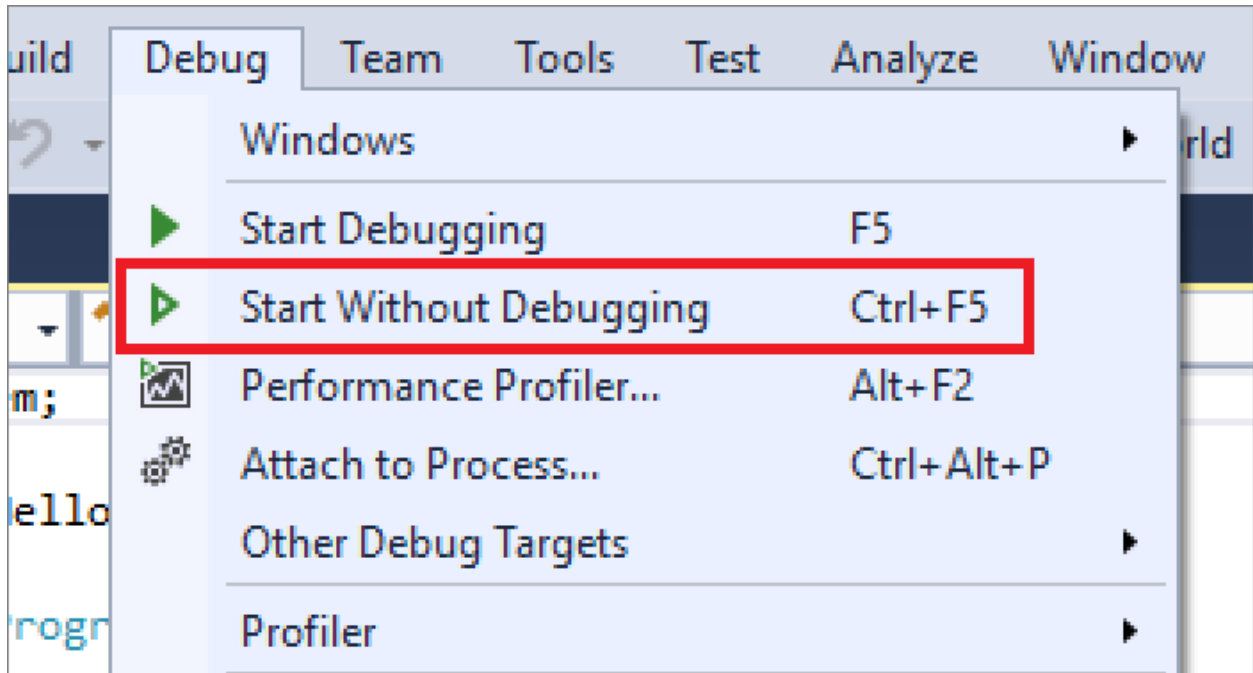 uild Debug Team Tools Test Analyze Window
Windows rld
Start Debugging F5
Start Without Debugging Ctrl+F5
m; Performance Profiler... Alt+F2
Attach to Process... Ctrl+Alt+P
ello
Other Debug Targets
rogr Profiler